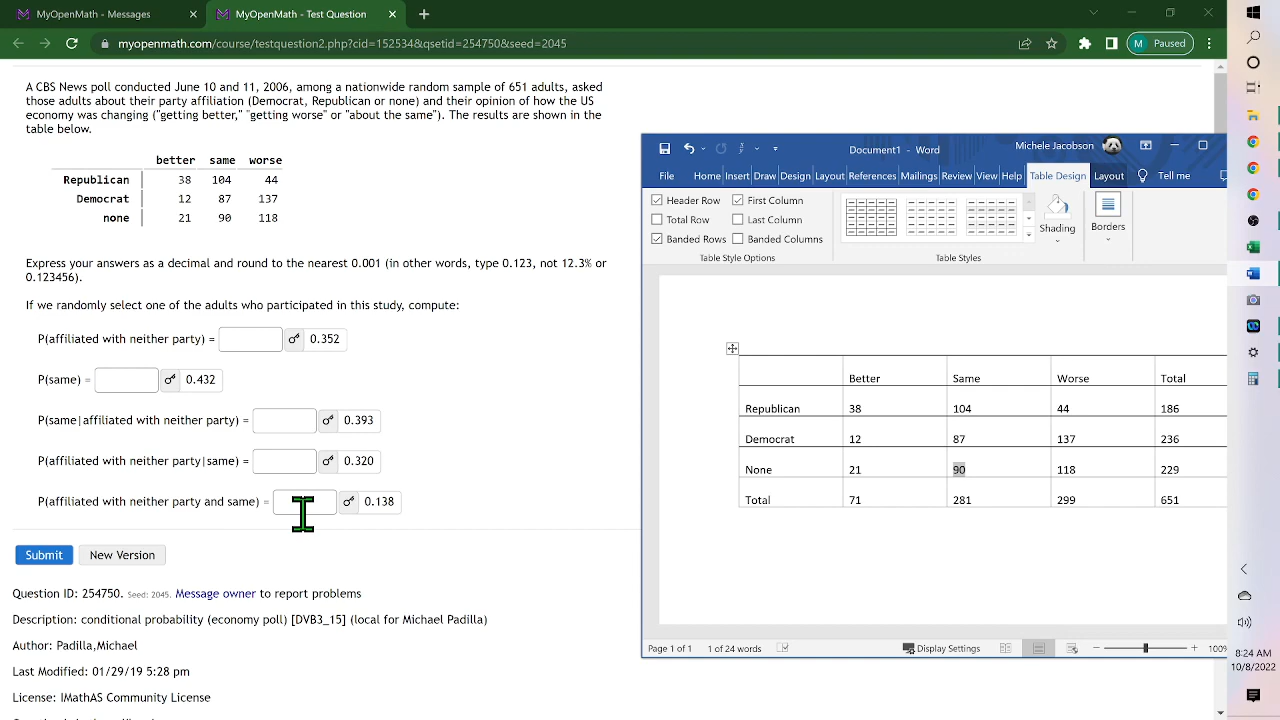 MyOpenMath - Messages
MyOpenMath - Test Question
myopenmath.com/course/testquestion2.php?cid=152534&qsetid=254750&seed=2045
M Paused
A CBS News poll conducted June 10 and 11, 2006, among a nationwide random sample of 651 adults, asked
those adults about their party affiliation (Democrat, Republican or none) and their opinion of how the US
economy was changing ("getting better," "getting worse" or "about the same"). The results are shown in the
table below.
better same worse
Republican 38 104 44
Democrat 12 87 137
none 21 90 118
Express your answers as a decimal and round to the nearest 0.001 (in other words, type 0.123, not 12.3% or
0.123456).
If we randomly select one of the adults who participated in this study, compute:
P(affiliated with neither party) = 0.352
P(same) = 0.432
P(same|affiliated with neither party) = 0.393
P(affiliated with neither party|same) = 0.320
P(affiliated with neither party and same) = 0.138
Submit New Version
Question ID: 254750. Seed: 2045. Message owner to report problems
Description: conditional probability (economy poll) [DVB3_15] (local for Michael Padilla)
Author: Padilla,Michael
Last Modified: 01/29/19 5:28 pm
License: IMathAS Community License
Document1 - Word
Michele Jacobson
File Home Insert Draw Design Layout References Mailings Review View Help Table Design Layout Tell me
Header Row First Column
Total Row Last Column
Banded Rows Banded Columns
Table Style Options
Table Styles
Shading
Borders
Better Same Worse Total
Republican 38 104 44 186
Democrat 12 87 137 236
None 21 90 118 229
Total 71 281 299 651
Page 1 of 1 1 of 24 words Display Settings 100%
8:24 AM
10/8/2022